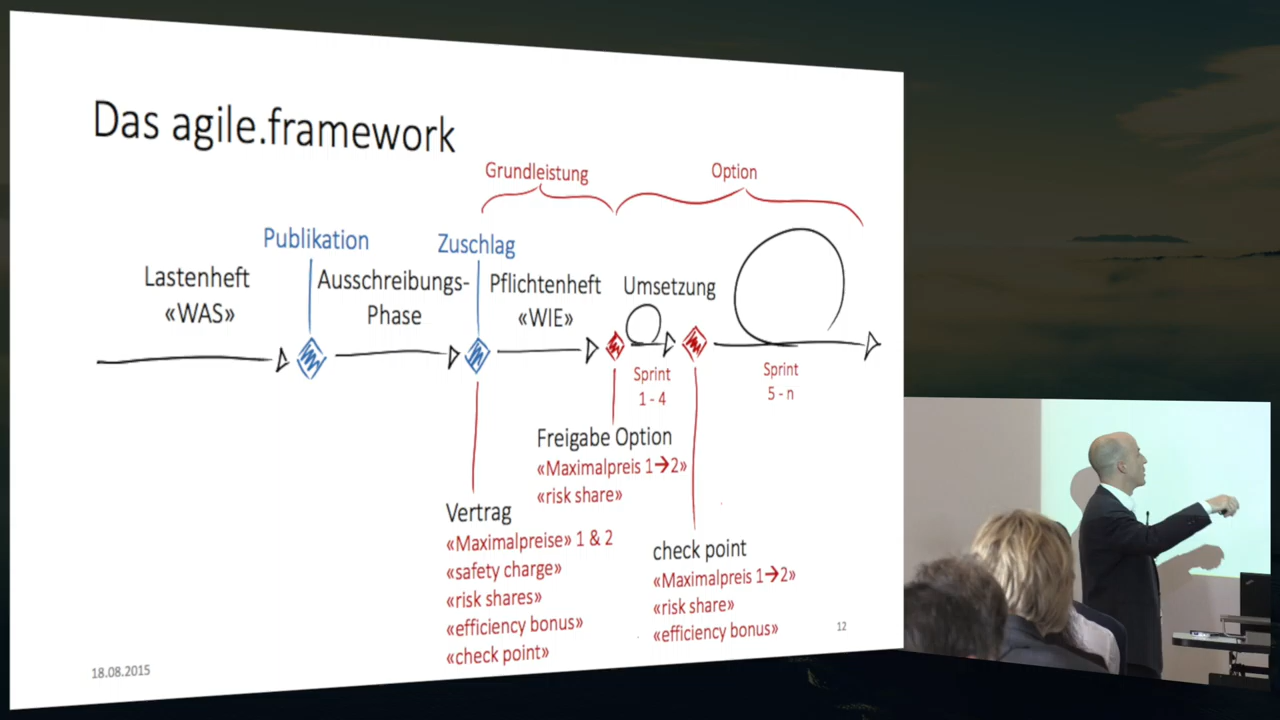 Das agile.framework
Grundleistung
Option
Publikation
Zuschlag
Lastenheft
«WAS»
Ausschreibungs-
Phase
Pflichtenheft
«WIE»
Umsetzung
Sprint
1 - 4
Sprint
5 - n
Freigabe Option
«Maximalpreis 1→2»
«risk share»
Vertrag
«Maximalpreise» 1 & 2
«safety charge»
«risk shares»
«efficiency bonus»
«check point»
check point
«Maximalpreis 1→2»
«risk share»
«efficiency bonus»
18.08.2015
12